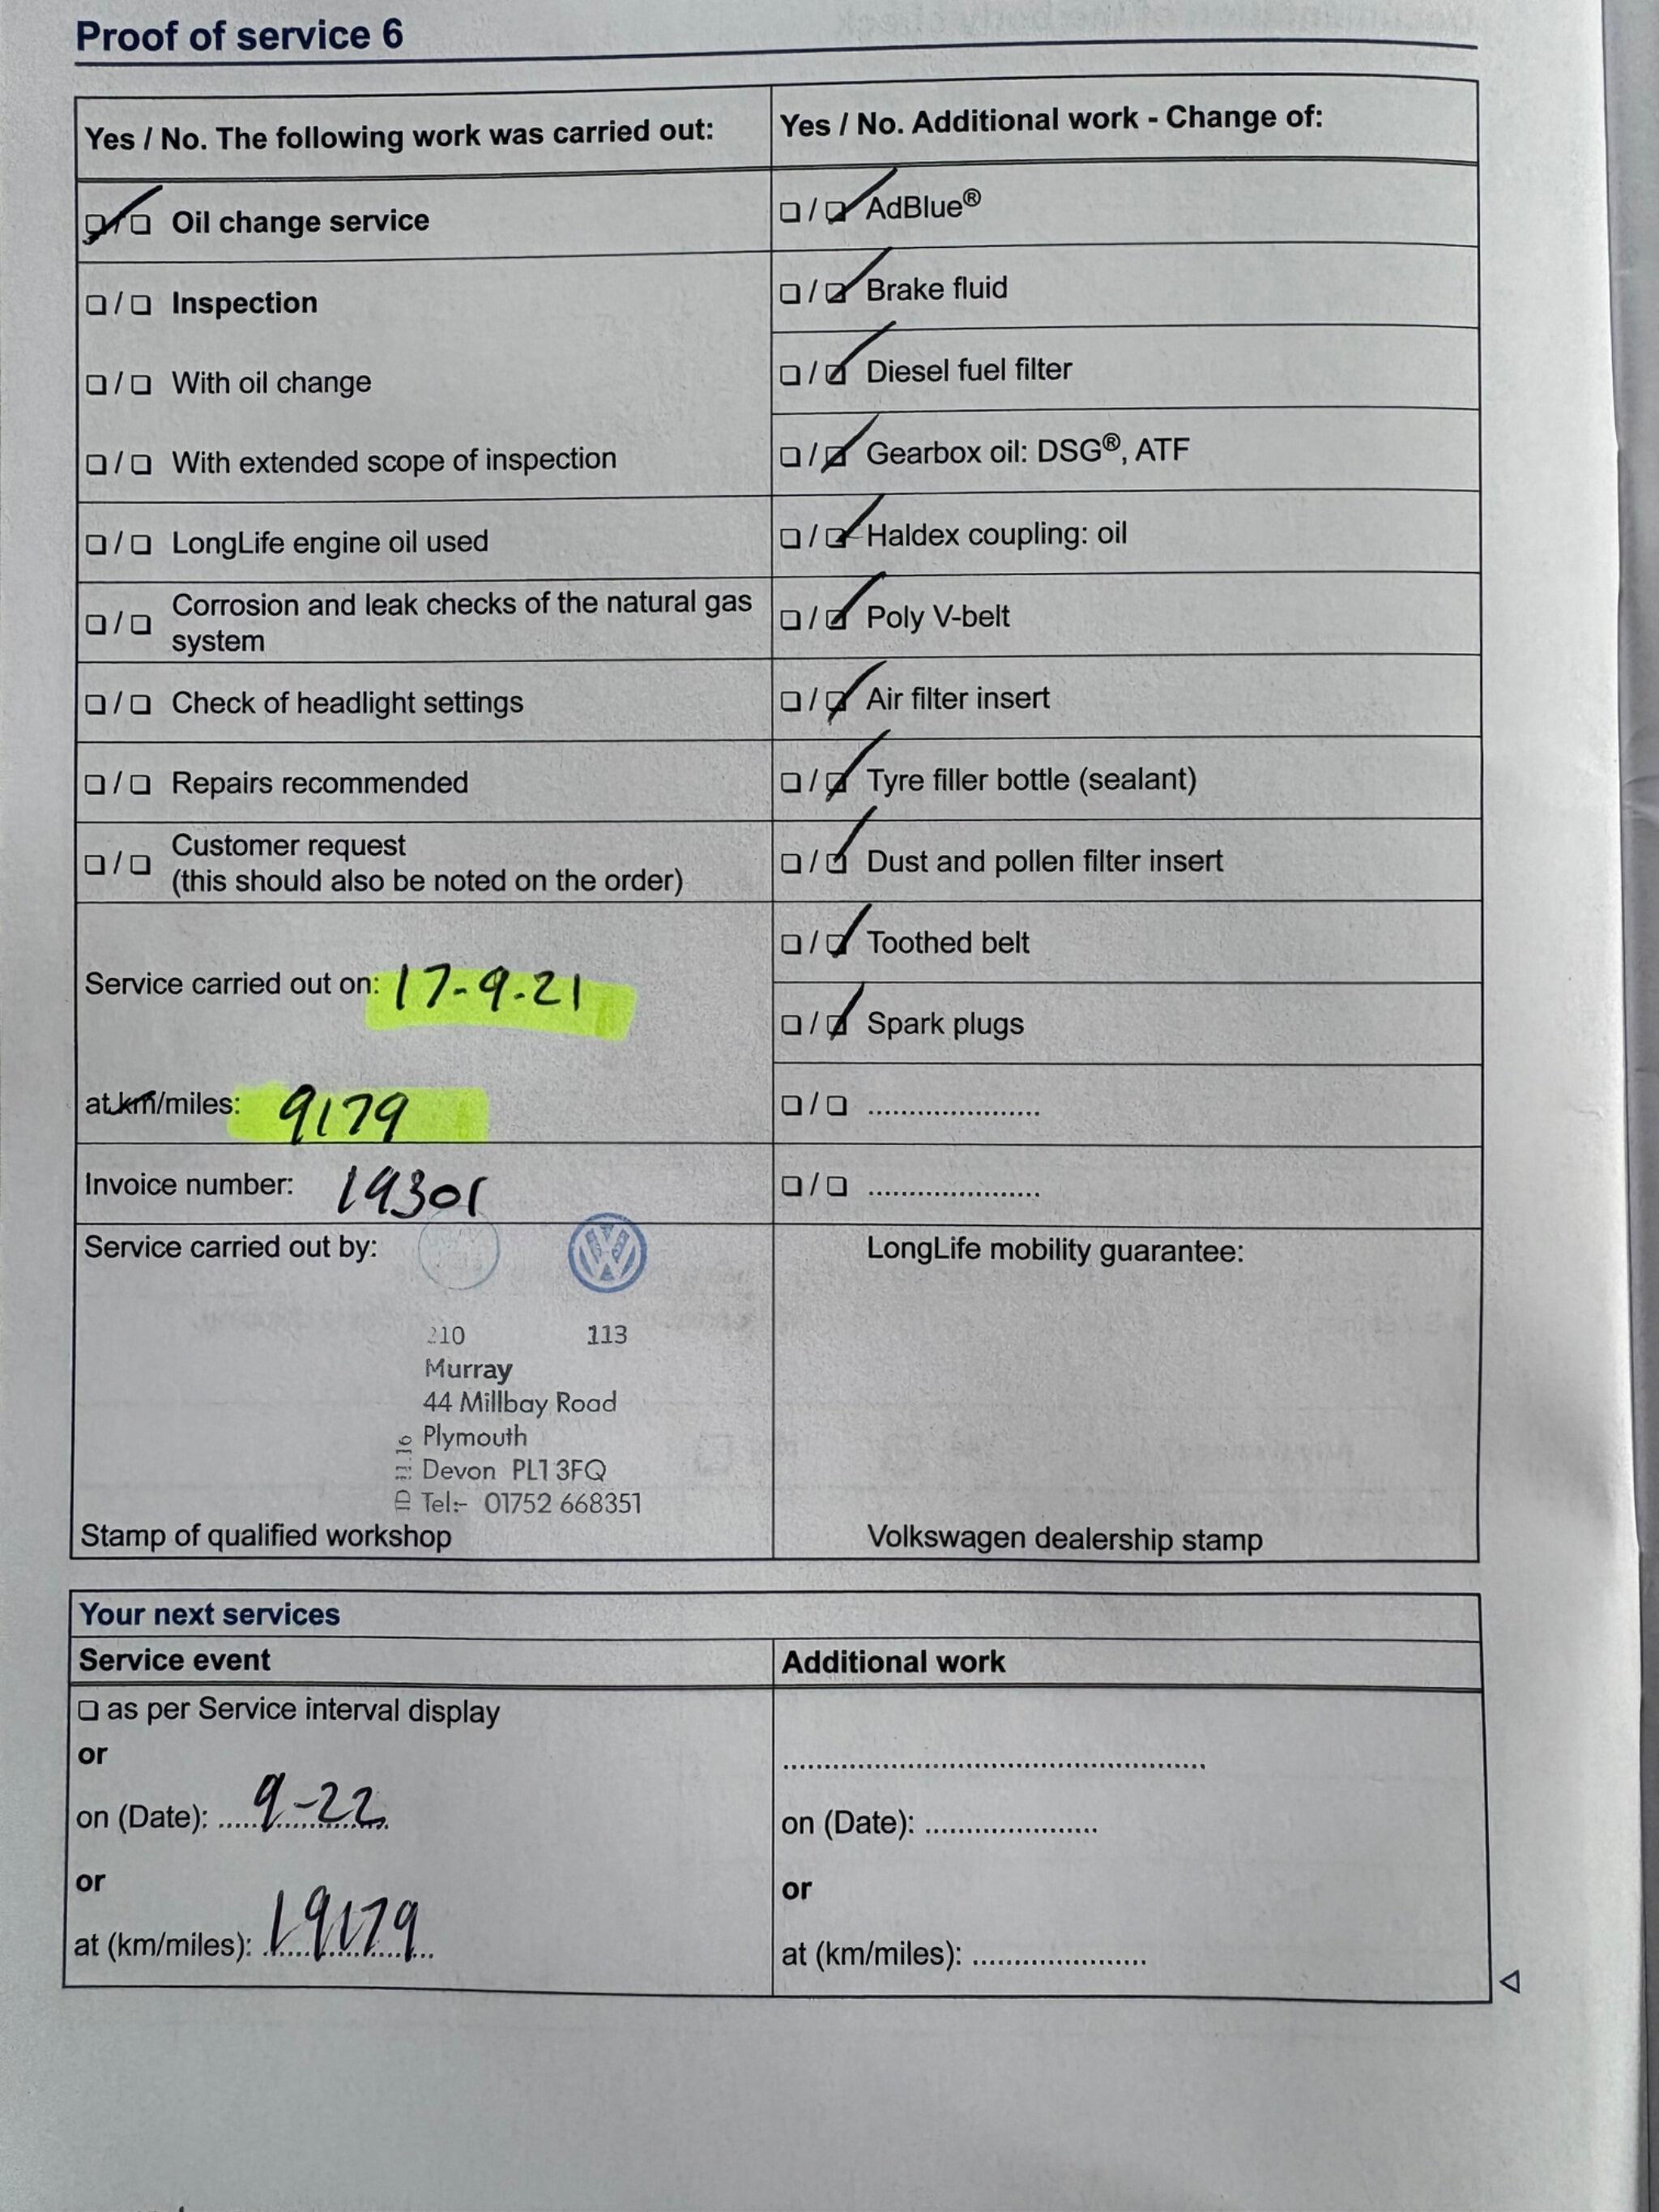 Proof of service 6
Yes / No. The following work was carried out:
❏ / ❏ Oil change service
❏ / ❏ Inspection
❏ / ❏ With oil change
❏ / ❏ With extended scope of inspection
❏ / ❏ LongLife engine oil used
❏ / ❏ Corrosion and leak checks of the natural gas
system
❏ / ❏ Check of headlight settings
❏ / ❏ Repairs recommended
❏ / ❏ Customer request
(this should also be noted on the order)
Service carried out on: 17-9-21
at km/miles: 9179
Invoice number: 19301
Service carried out by:
210 113
Murray
44 Millbay Road
Plymouth
Devon PL1 3FQ
Tel:- 01752 668351
Stamp of qualified workshop
Yes / No. Additional work - Change of:
❏ / ❏ AdBlue®
❏ / ❏ Brake fluid
❏ / ❏ Diesel fuel filter
❏ / ❏ Gearbox oil: DSG®, ATF
❏ / ❏ Haldex coupling: oil
❏ / ❏ Poly V-belt
❏ / ❏ Air filter insert
❏ / ❏ Tyre filler bottle (sealant)
❏ / ❏ Dust and pollen filter insert
❏ / ❏ Toothed belt
❏ / ❏ Spark plugs
❏ / ❏ ......................
❏ / ❏ ......................
LongLife mobility guarantee:
Volkswagen dealership stamp
Your next services
Service event
❏ as per Service interval display
or
on (Date): 9-22
or
at (km/miles): 19179
Additional work
on (Date): ......................
or
at (km/miles): ......................